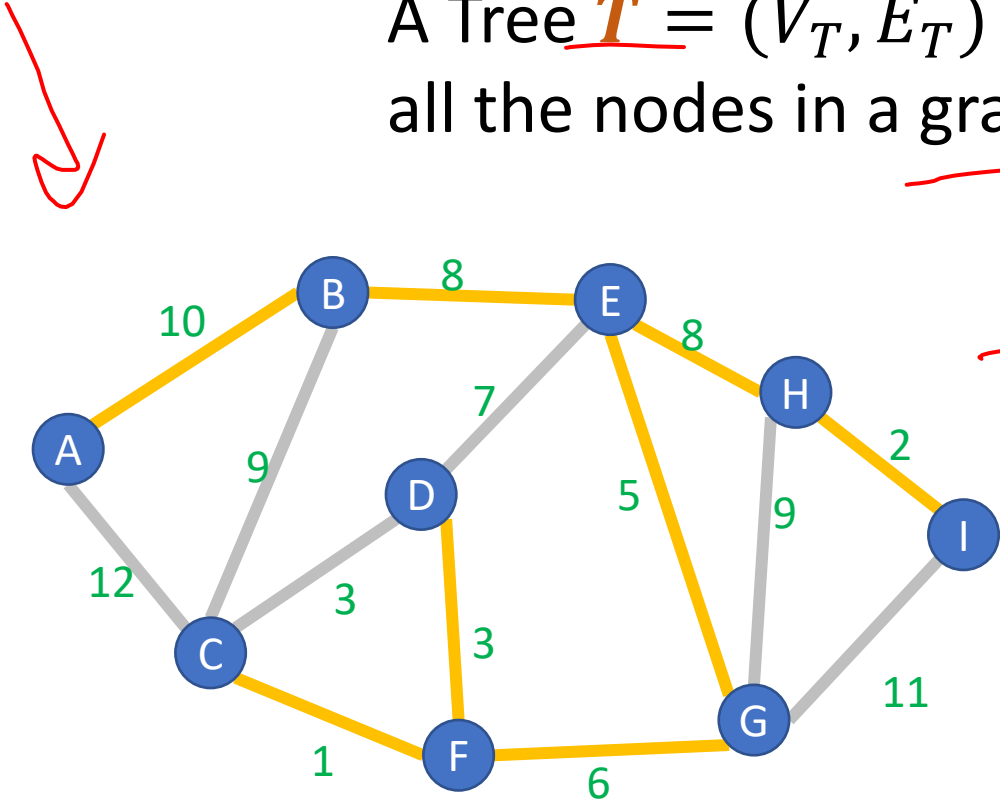 A Tree T = (V_T, E_T)
all the nodes in a gra
8
B
E
10
8
H
7
A
2
9
D
5
9
I
12
3
3
C
11
G
F
1
6